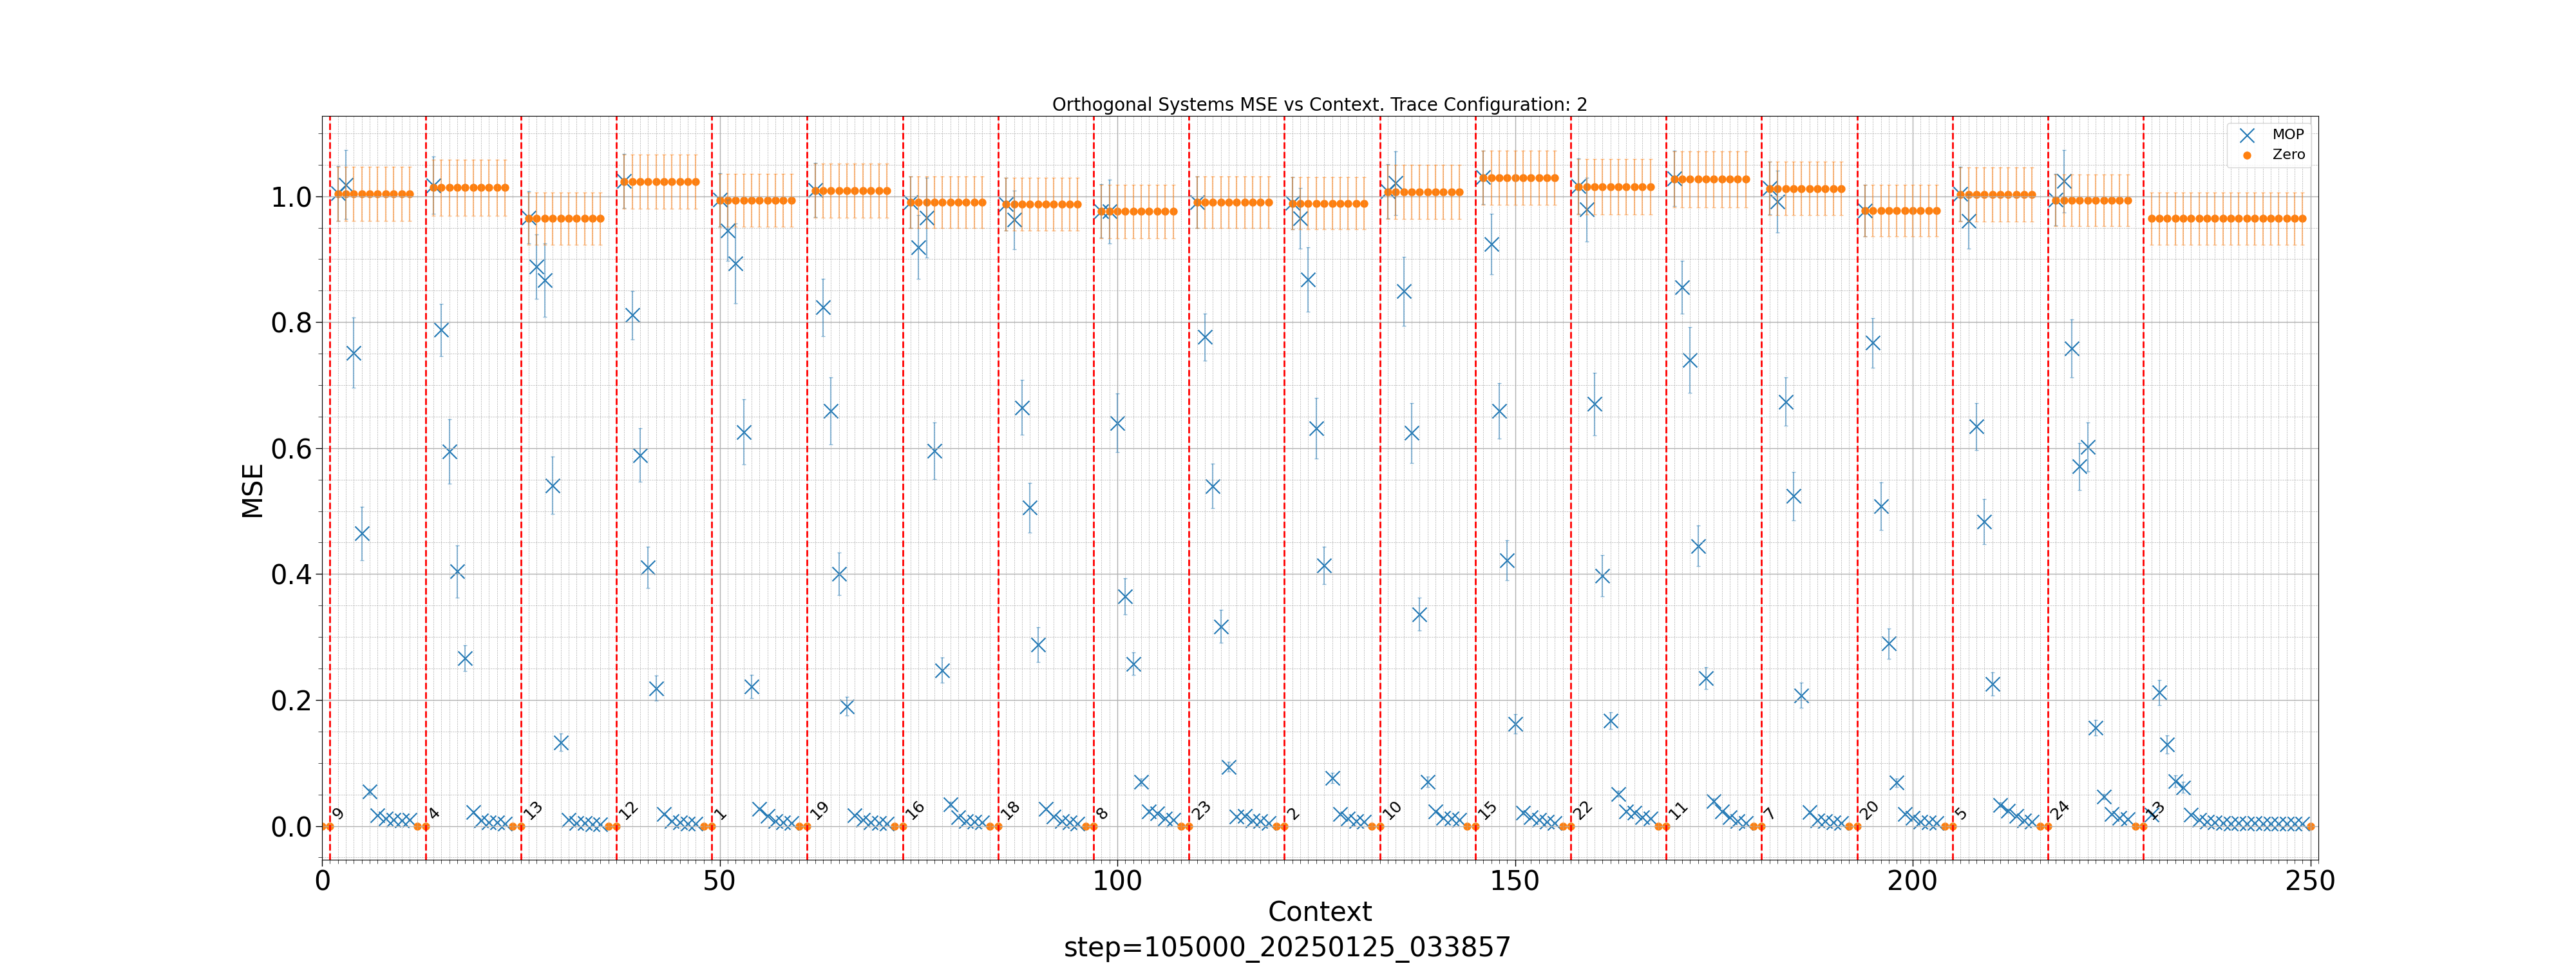 Orthogonal Systems MSE vs Context. Trace Configuration: 2
MOP
Zero
MSE
1.0
0.8
0.6
0.4
0.2
0.0
9 4 13 12 1 19 16 18 8 23 2 10 15 22 11 7 20 5 24 13
0 50 100 150 200 250
Context
step=105000_20250125_033857